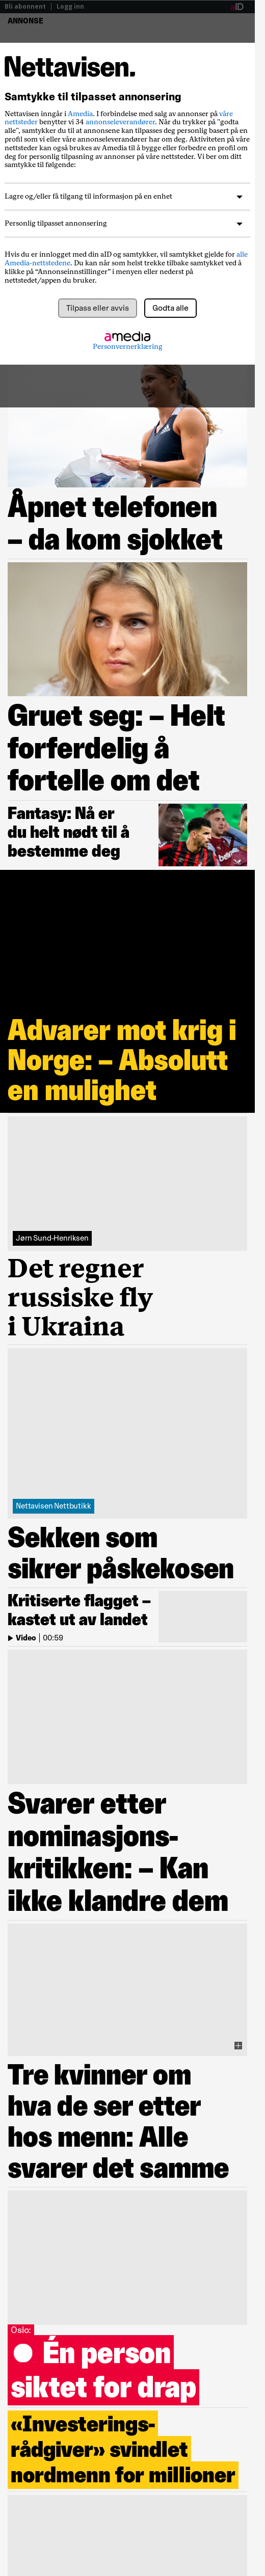 Bli abonnent | Logg inn
aID
ANNONSE
Nettavisen.
Samtykke til tilpasset annonsering
Nettavisen inngår i Amedia. I forbindelse med salg av annonser på våre
nettsteder benytter vi 34 annonseleverandører. Når du trykker på "godta
alle", samtykker du til at annonsene kan tilpasses deg personlig basert på en
profil som vi eller våre annonseleverandører har om deg. Aktiviteten på våre
nettsteder kan også brukes av Amedia til å bygge eller forbedre en profil om
deg for personlig tilpasning av annonser på våre nettsteder. Vi ber om ditt
samtykke til følgende:
Lagre og/eller få tilgang til informasjon på en enhet
Personlig tilpasset annonsering
Hvis du er innlogget med din aID og samtykker, vil samtykket gjelde for alle
Amedia-nettstedene. Du kan når som helst trekke tilbake samtykket ved å
klikke på “Annonseinnstillinger” i menyen eller nederst på
nettstedet/appen du bruker.
Tilpass eller avvis
Godta alle
amedia
Personvernerklæring
Åpnet telefonen
– da kom sjokket
Gruet seg: – Helt
forferdelig å
fortelle om det
Fantasy: Nå er
du helt nødt til å
bestemme deg
Advarer mot krig i
Norge: – Absolutt
en mulighet
Jørn Sund-Henriksen
Det regner
russiske fly
i Ukraina
Nettavisen Nettbutikk
Sekken som
sikrer påskekosen
Kritiserte flagget –
kastet ut av landet
Video | 00:59
Svarer etter
nominasjons-
kritikken: – Kan
ikke klandre dem
Tre kvinner om
hva de ser etter
hos menn: Alle
svarer det samme
Oslo:
Én person
siktet for drap
«Investerings-
rådgiver» svindlet
nordmenn for millioner